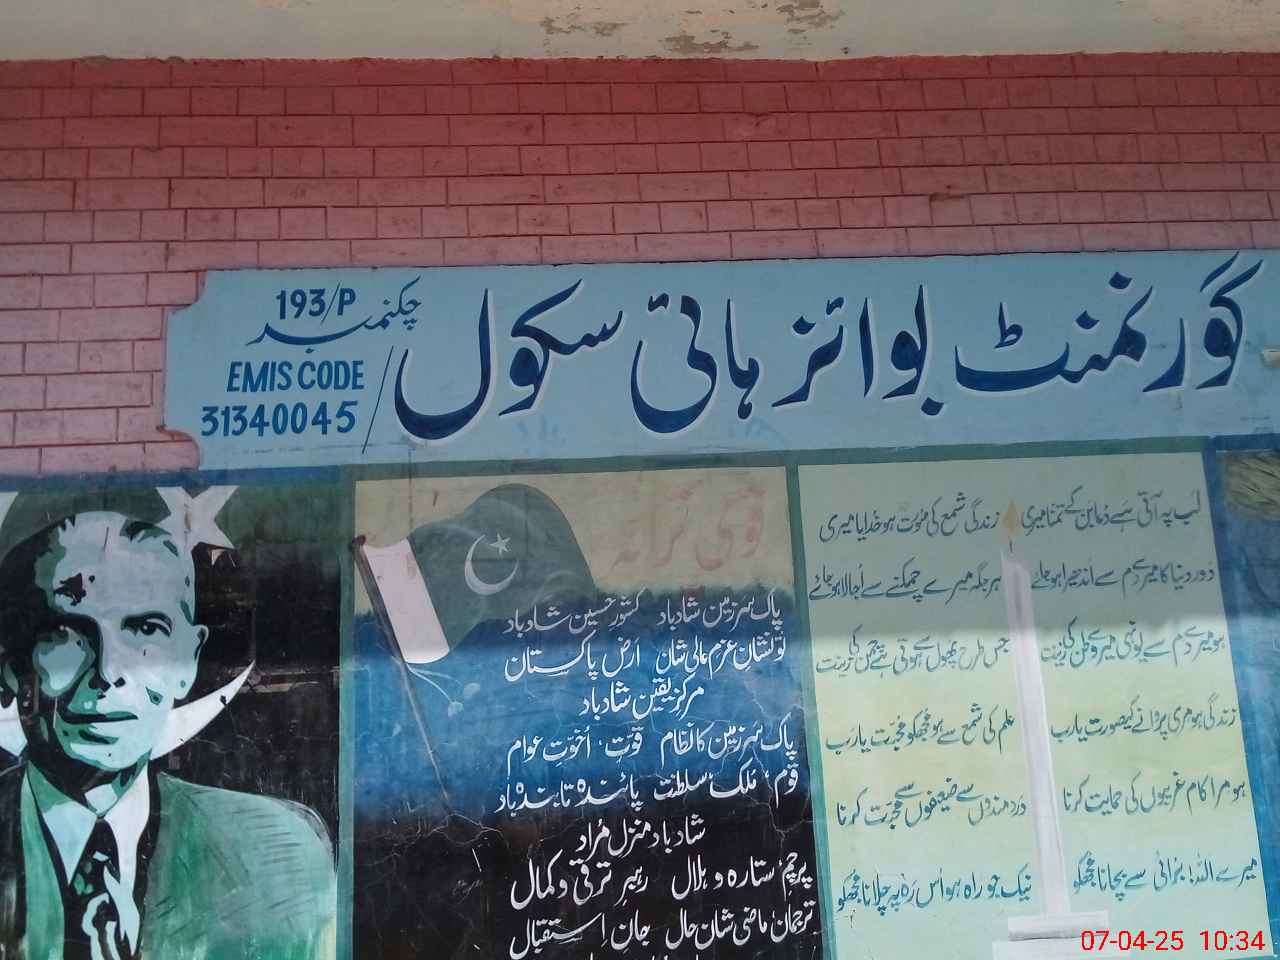 گورنمنٹ بوائز ہائی سکول
چکنمبر 193/P
EMIS CODE
31340045
قومی ترانہ
پاک سرزمین شاد باد کشور حسین شاد باد
تو نشان عزم عالی شان ارض پاکستان
مرکز یقین شاد باد
پاک سرزمین کا نظام قوت، اخوت عوام
قوم، ملک، سلطنت پائندہ تابندہ باد
شاد باد منزل مراد
پرچم ستارہ و ہلال رہبر ترقی و کمال
ترجمان ماضی شان حال جان استقبال
لب پہ آتی ہے دعا بن کے تمنا میری زندگی شمع کی صورت ہو خدایا میری
دور دنیا کا میرے دم سے اندھیرا ہو جائے ہر جگہ میرے چمکنے سے اجالا ہو جائے
ہو میرے دم سے یونہی میرے وطن کی زینت جس طرح پھول سے ہوتی ہے چمن کی زینت
زندگی ہو مری پروانے کی صورت یارب علم کی شمع سے ہو مجھکو محبت یارب
ہو مرا کام غریبوں کی حمایت کرنا درد مندوں سے ضعیفوں سے محبت کرنا
میرے اللہ! برائی سے بچانا مجھکو نیک جو راہ ہو اس رہ پہ چلانا مجھکو
07-04-25 10:34